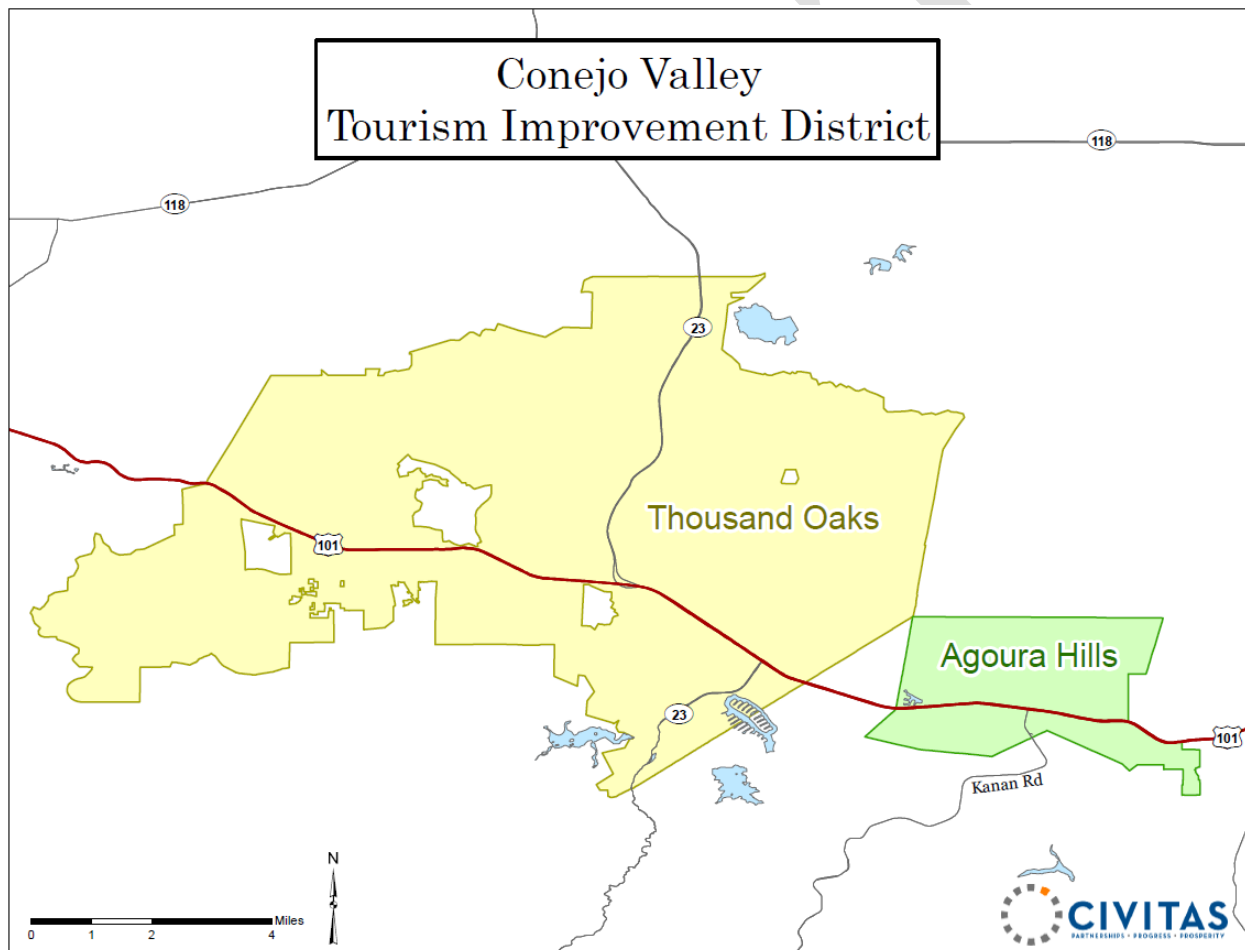 Conejo Valley
Tourism Improvement District
118
118
23
101
Thousand Oaks
Agoura Hills
23
101
Kanan Rd
N
Miles
0 1 2 4
CIVITAS
PARTNERSHIPS • PROGRESS • PROSPERITY